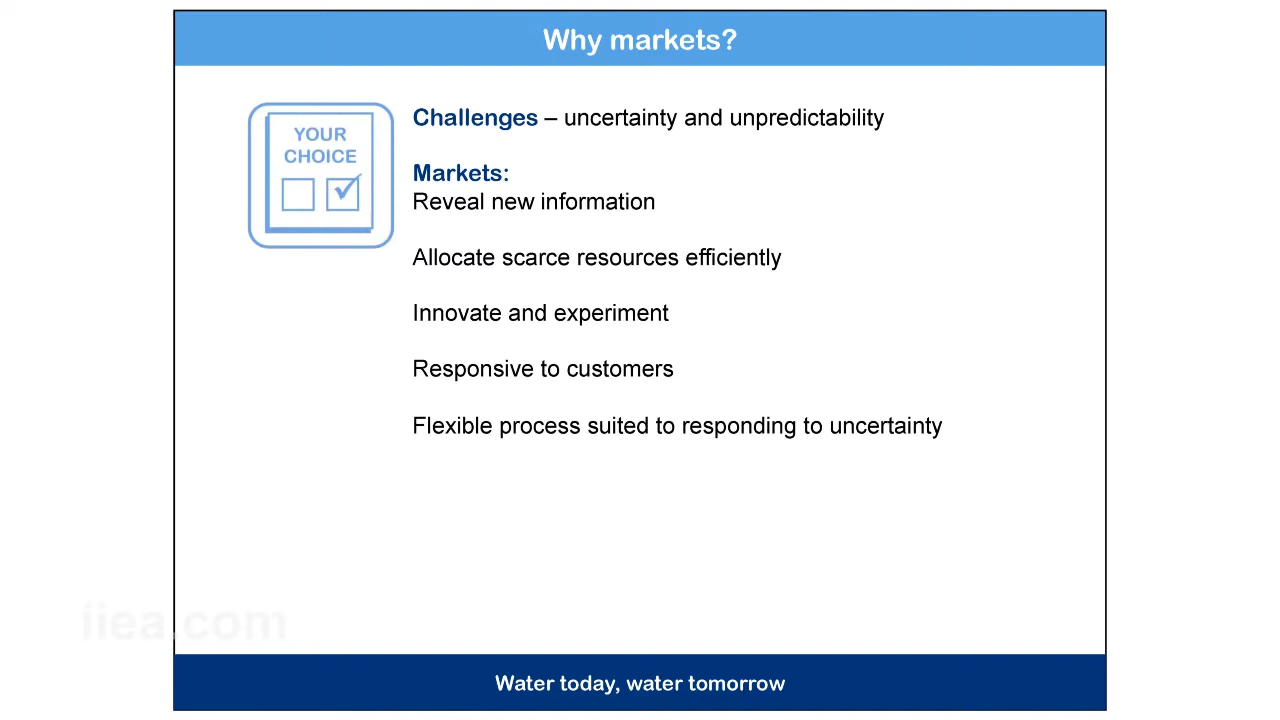 Why markets?
YOUR
CHOICE
Challenges – uncertainty and unpredictability
Markets:
Reveal new information
Allocate scarce resources efficiently
Innovate and experiment
Responsive to customers
Flexible process suited to responding to uncertainty
iiea.com
Water today, water tomorrow